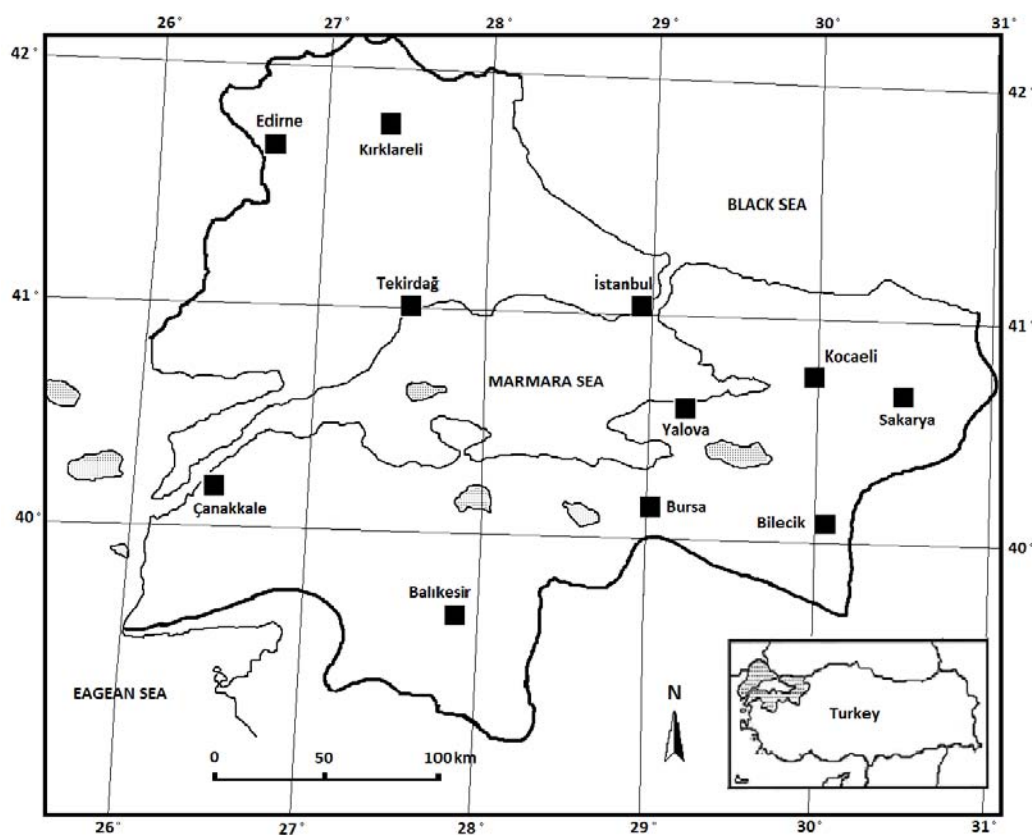 26° 27° 28° 29° 30° 31°
42°
42°
Edirne
Kırklareli
BLACK SEA
Tekirdağ
İstanbul
41°
41°
Kocaeli
MARMARA SEA
Yalova
Sakarya
Çanakkale
Bursa
Bilecik
40°
40°
Balıkesir
EAGEAN SEA
N
Turkey
0 50 100 km
26° 27° 28° 29° 30° 31°